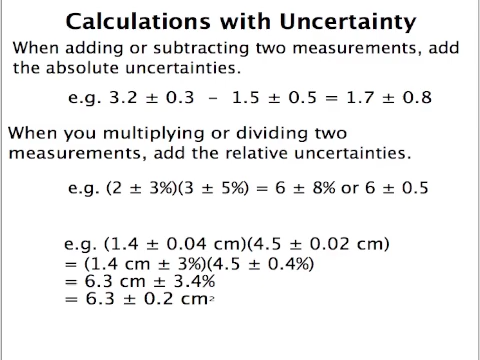 Calculations with Uncertainty
When adding or subtracting two measurements, add
the absolute uncertainties.
e.g. 3.2 ± 0.3 – 1.5 ± 0.5 = 1.7 ± 0.8
When you multiplying or dividing two
measurements, add the relative uncertainties.
e.g. (2 ± 3%)(3 ± 5%) = 6 ± 8% or 6 ± 0.5
e.g. (1.4 ± 0.04 cm)(4.5 ± 0.02 cm)
= (1.4 cm ± 3%)(4.5 ± 0.4%)
= 6.3 cm ± 3.4%
= 6.3 ± 0.2 cm²